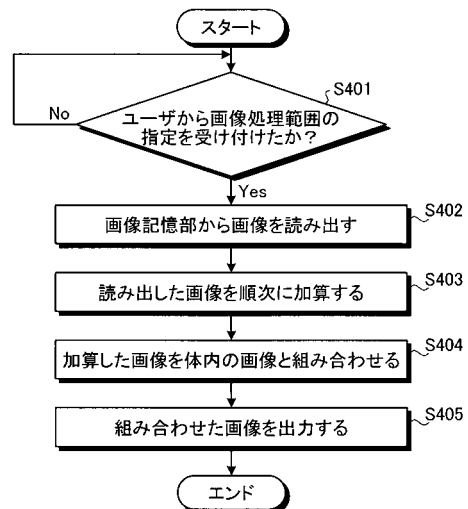 スタート
S401
No
ユーザから画像処理範囲の
指定を受け付けたか？
Yes
S402
画像記憶部から画像を読み出す
S403
読み出した画像を順次に加算する
S404
加算した画像を体内の画像と組み合わせる
S405
組み合わせた画像を出力する
エンド